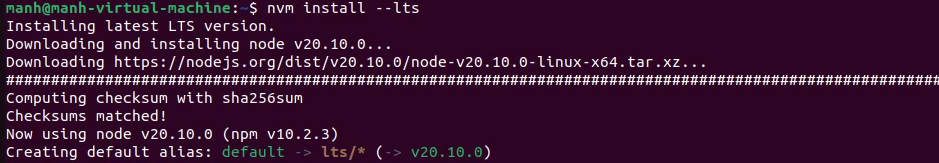 manh@manh-virtual-machine:~$ nvm install --lts
Installing latest LTS version.
Downloading and installing node v20.10.0...
Downloading https://nodejs.org/dist/v20.10.0/node-v20.10.0-linux-x64.tar.xz...
###################################################################################################################
Computing checksum with sha256sum
Checksums matched!
Now using node v20.10.0 (npm v10.2.3)
Creating default alias: default -> lts/* (-> v20.10.0)